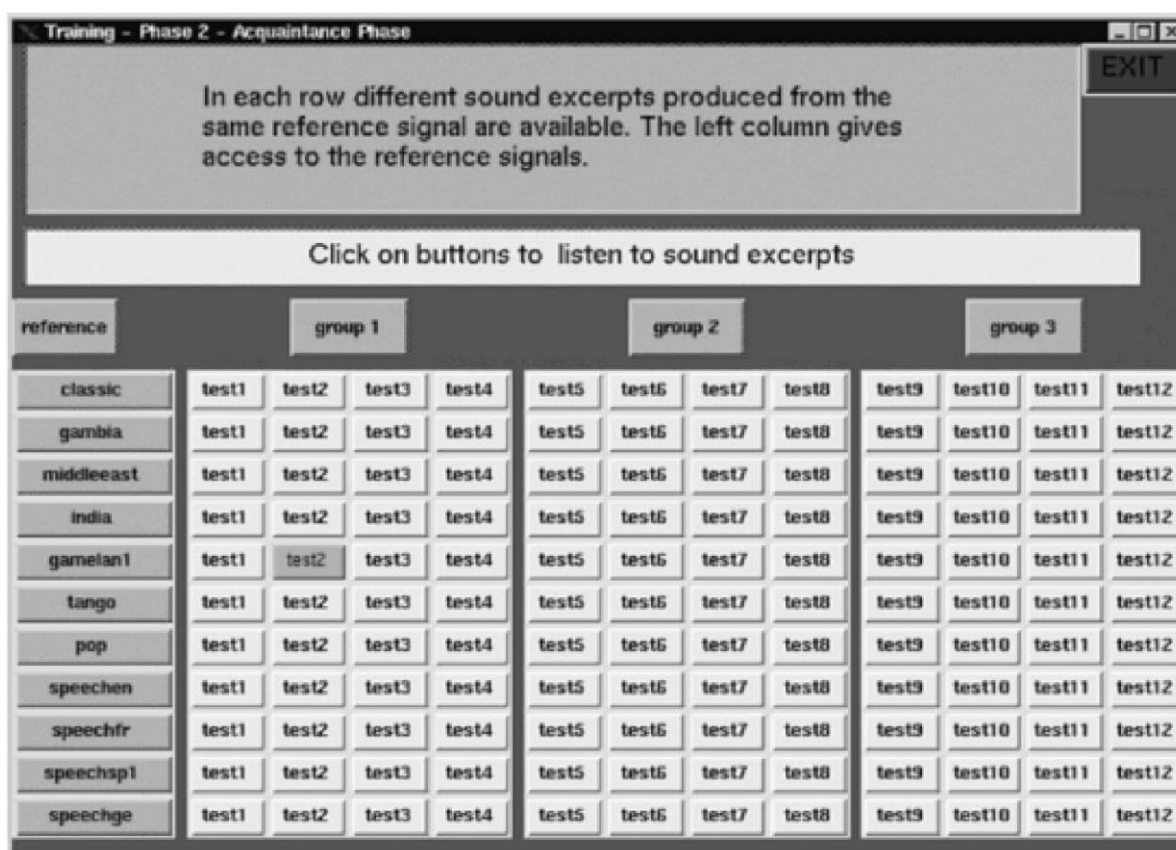 Training - Phase 2 - Acquaintance Phase
EXIT
In each row different sound excerpts produced from the
same reference signal are available. The left column gives
access to the reference signals.
Click on buttons to listen to sound excerpts
reference group 1 group 2 group 3
classic test1 test2 test3 test4 test5 test6 test7 test8 test9 test10 test11 test12
gambia test1 test2 test3 test4 test5 test6 test7 test8 test9 test10 test11 test12
middleeast test1 test2 test3 test4 test5 test6 test7 test8 test9 test10 test11 test12
india test1 test2 test3 test4 test5 test6 test7 test8 test9 test10 test11 test12
gamelan1 test1 test2 test3 test4 test5 test6 test7 test8 test9 test10 test11 test12
tango test1 test2 test3 test4 test5 test6 test7 test8 test9 test10 test11 test12
pop test1 test2 test3 test4 test5 test6 test7 test8 test9 test10 test11 test12
speechen test1 test2 test3 test4 test5 test6 test7 test8 test9 test10 test11 test12
speechfr test1 test2 test3 test4 test5 test6 test7 test8 test9 test10 test11 test12
speechsp1 test1 test2 test3 test4 test5 test6 test7 test8 test9 test10 test11 test12
speechge test1 test2 test3 test4 test5 test6 test7 test8 test9 test10 test11 test12